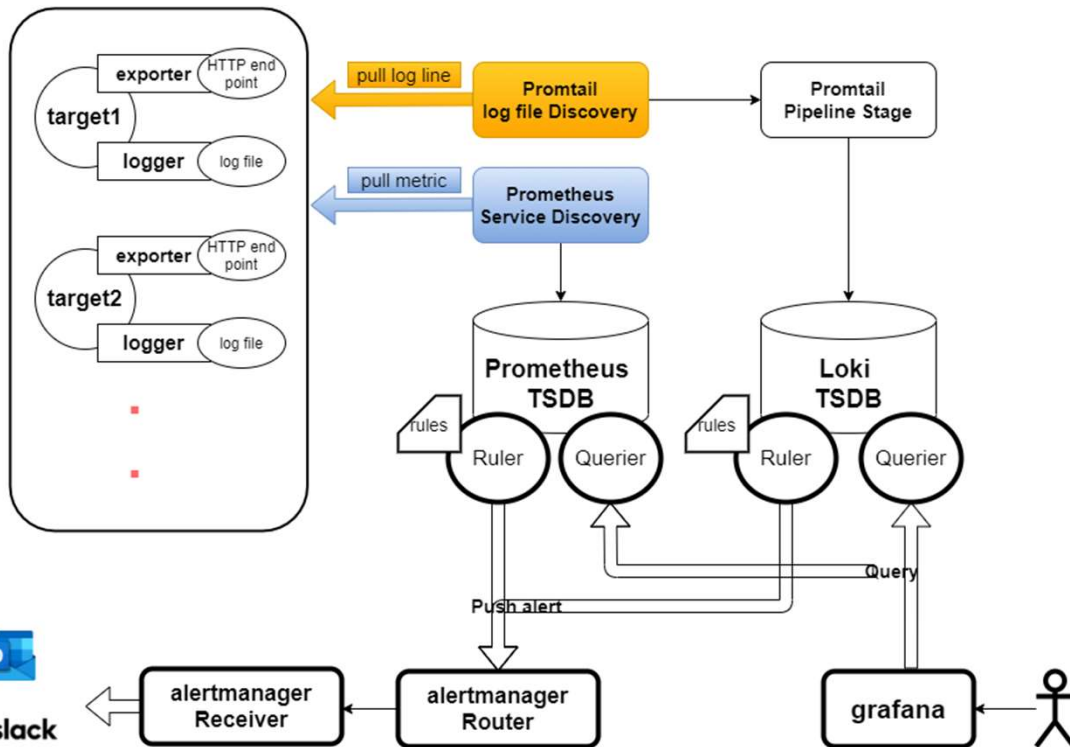 exporter
HTTP end
point
target1
logger
log file
exporter
HTTP end
point
target2
logger
log file
pull log line
Promtail
log file Discovery
Promtail
Pipeline Stage
pull metric
Prometheus
Service Discovery
Prometheus
TSDB
rules
Ruler
Querier
Loki
TSDB
rules
Ruler
Querier
Query
Push alert
slack
alertmanager
Receiver
alertmanager
Router
grafana